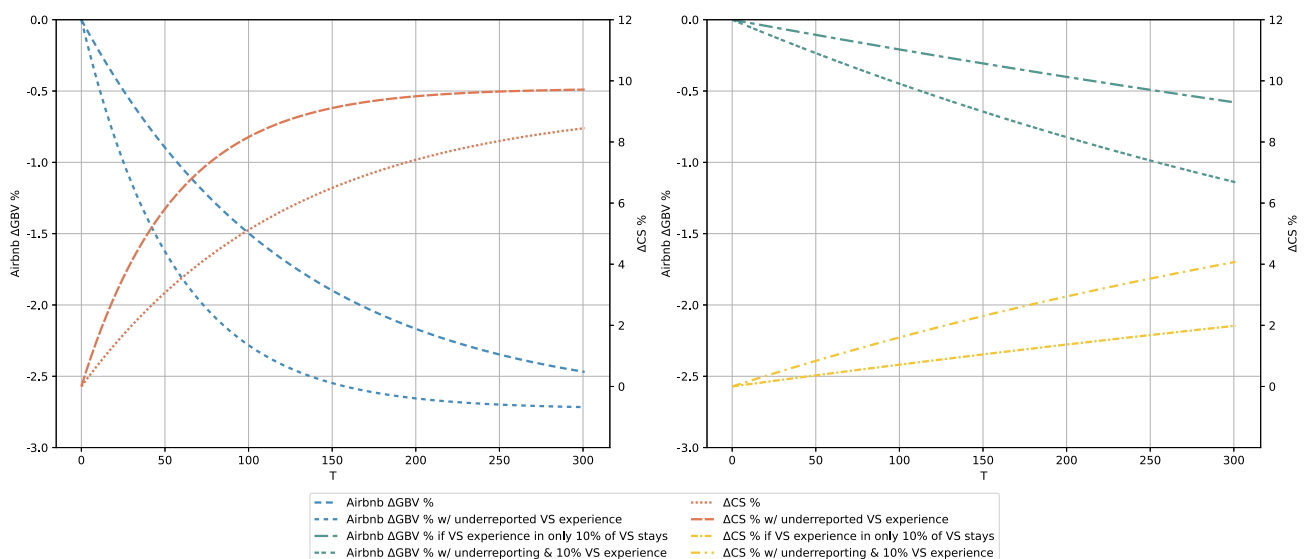 0.0
-0.5
-1.0
-1.5
-2.0
-2.5
-3.0
Airbnb ΔGBV %
0 50 100 150 200 250 300
T
12
10
8
6
4
2
0
ΔCS %
0.0
-0.5
-1.0
-1.5
-2.0
-2.5
-3.0
Airbnb ΔGBV %
0 50 100 150 200 250 300
T
12
10
8
6
4
2
0
ΔCS %
Airbnb ΔGBV %
Airbnb ΔGBV % w/ underreported VS experience
Airbnb ΔGBV % if VS experience in only 10% of VS stays
Airbnb ΔGBV % w/ underreporting & 10% VS experience
ΔCS %
ΔCS % w/ underreported VS experience
ΔCS % if VS experience in only 10% of VS stays
ΔCS % w/ underreporting & 10% VS experience